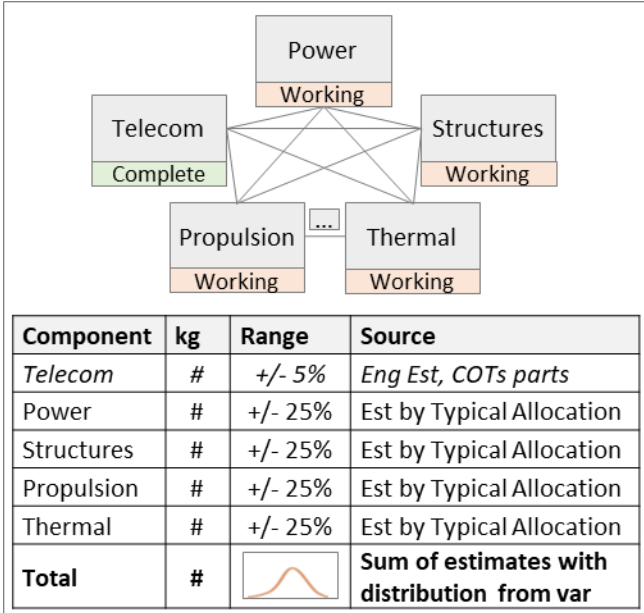 Power
Working
Telecom
Complete
Structures
Working
Propulsion
Working
...
Thermal
Working
Component kg Range Source
Telecom # +/- 5% Eng Est, COTs parts
Power # +/- 25% Est by Typical Allocation
Structures # +/- 25% Est by Typical Allocation
Propulsion # +/- 25% Est by Typical Allocation
Thermal # +/- 25% Est by Typical Allocation
Total # Sum of estimates with
distribution from var